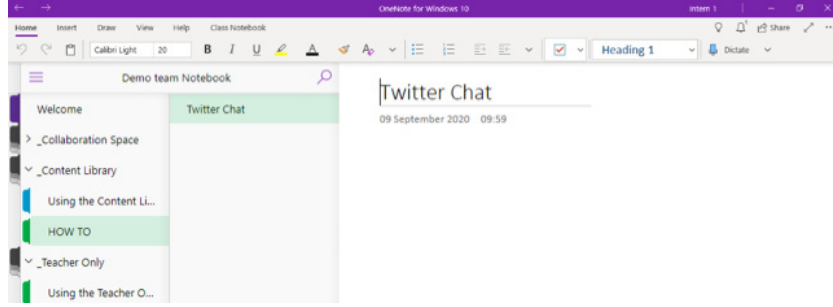 OneNote for Windows 10
Intern 1
Home Insert Draw View Help Class Notebook
Share
Calibri Light 20 B I U A A Heading 1 Dictate
Demo team Notebook
Twitter Chat
09 September 2020 09:59
Welcome
_Collaboration Space
_Content Library
Using the Content Li...
HOW TO
_Teacher Only
Using the Teacher O...
Twitter Chat